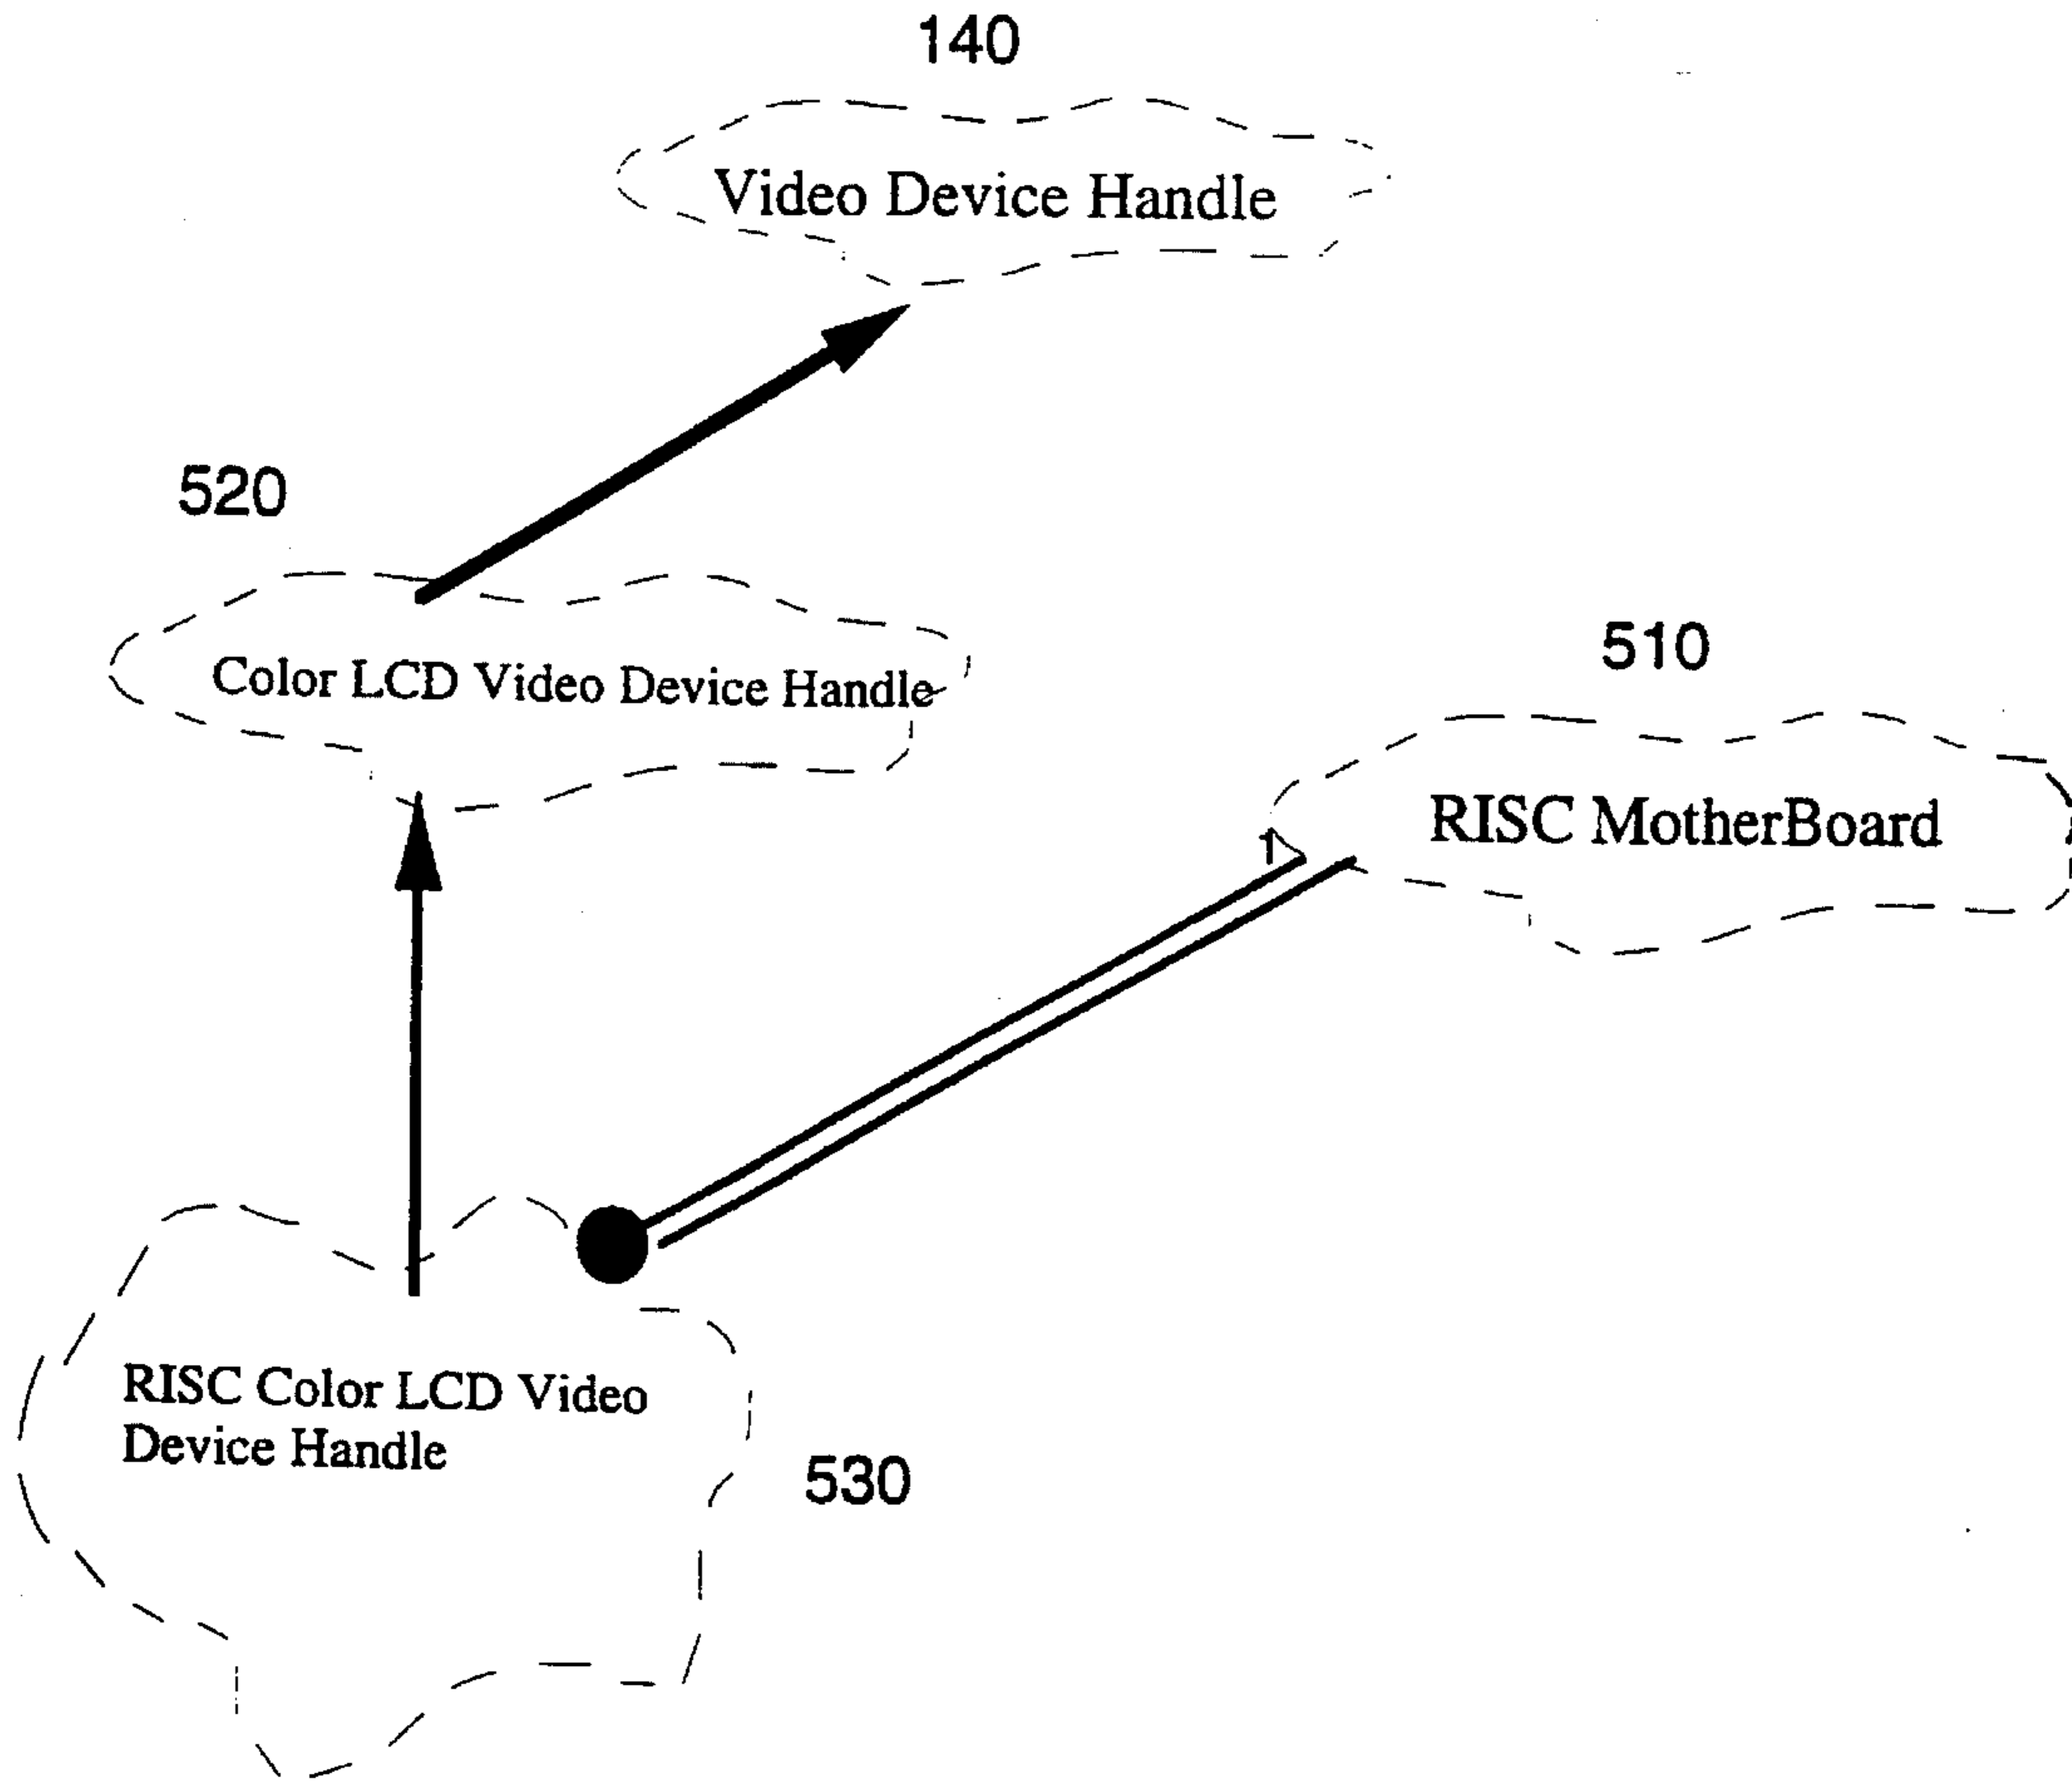 140
Video Device Handle
520
Color LCD Video Device Handle
510
RISC MotherBoard
1
RISC Color LCD Video
Device Handle
530